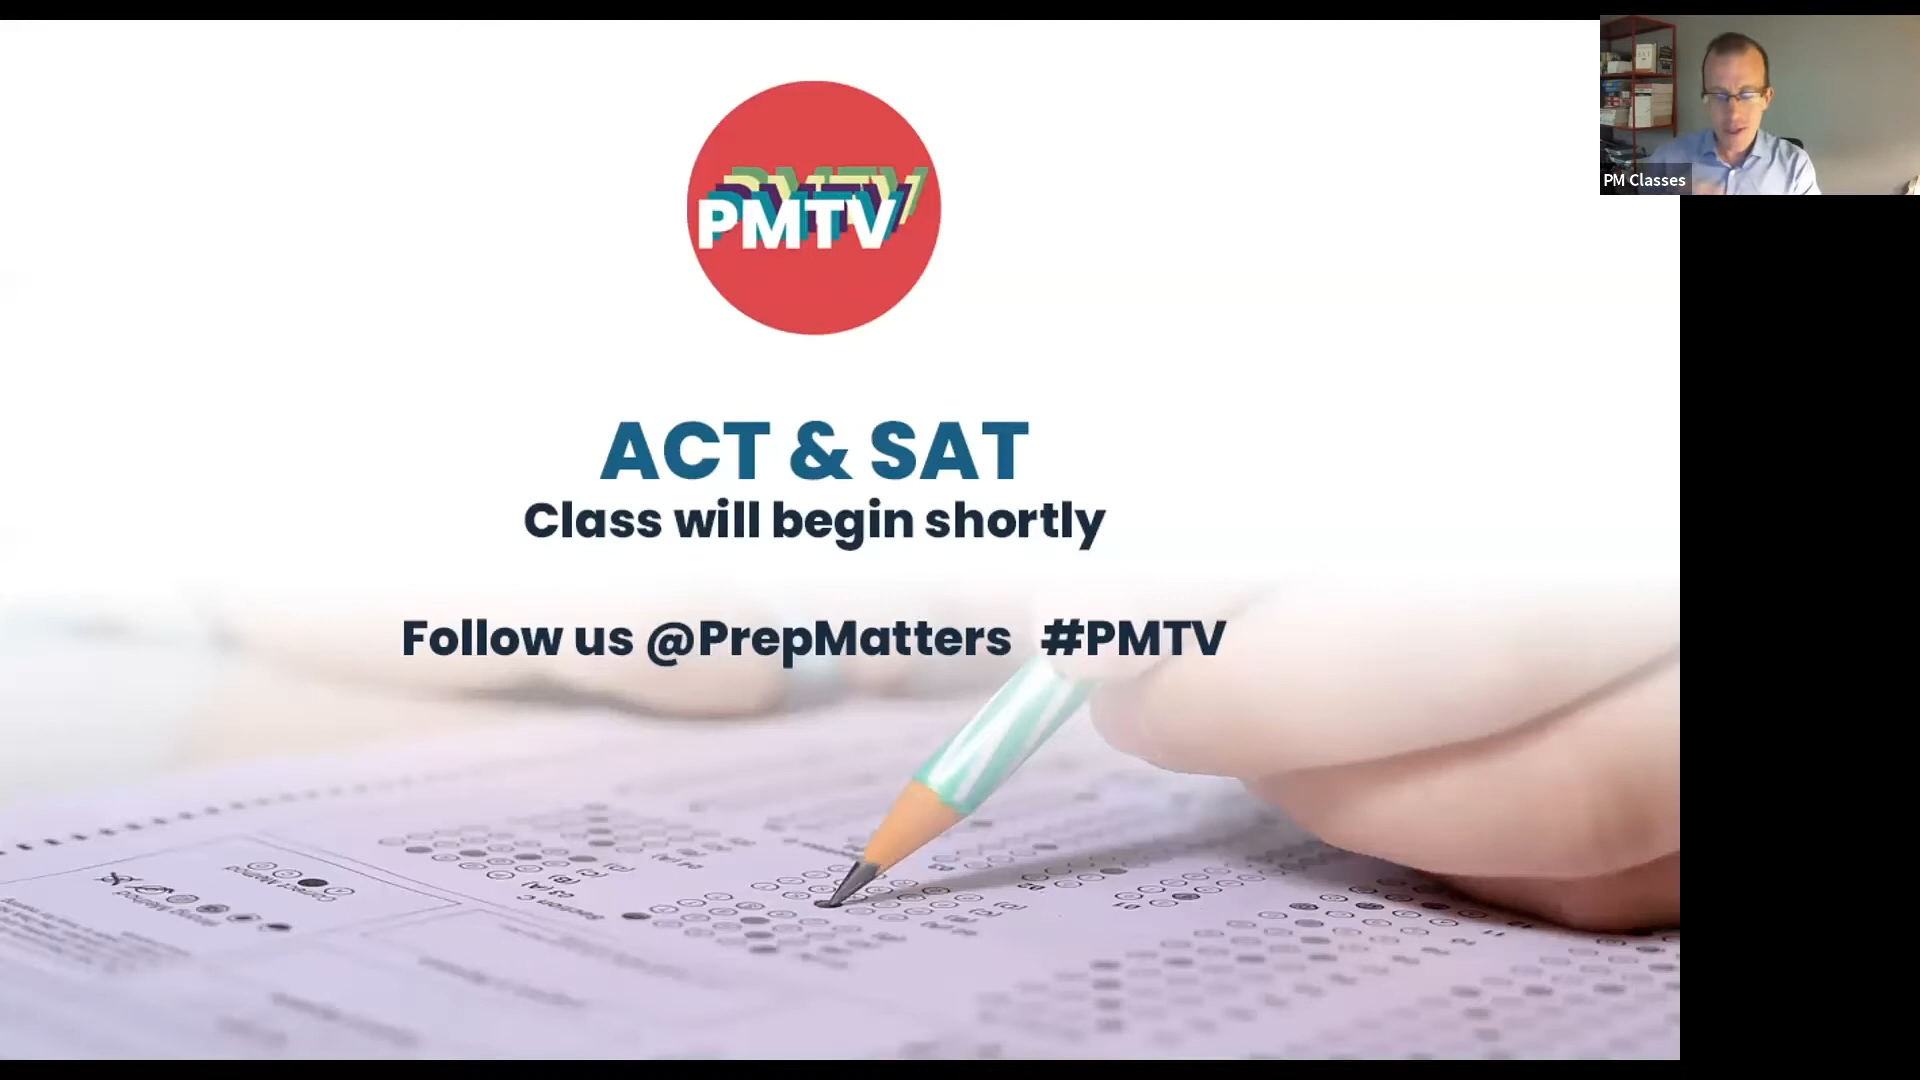 PMTV
ACT & SAT
Class will begin shortly
Follow us @PrepMatters #PMTV
PM Classes